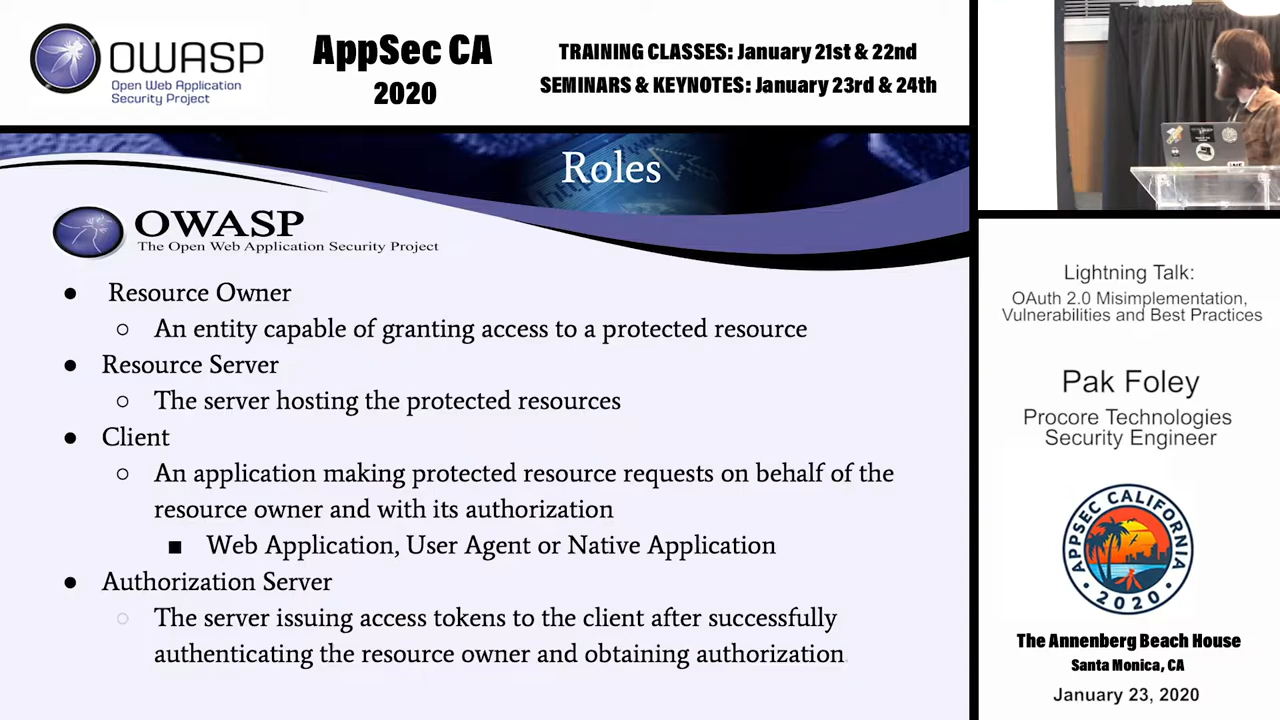 OWASP
Open Web Application
Security Project
AppSec CA
2020
TRAINING CLASSES: January 21st & 22nd
SEMINARS & KEYNOTES: January 23rd & 24th
Roles
OWASP
The Open Web Application Security Project
● Resource Owner
○ An entity capable of granting access to a protected resource
● Resource Server
○ The server hosting the protected resources
● Client
○ An application making protected resource requests on behalf of the
resource owner and with its authorization
■ Web Application, User Agent or Native Application
● Authorization Server
○ The server issuing access tokens to the client after successfully
authenticating the resource owner and obtaining authorization.
Lightning Talk:
OAuth 2.0 Misimplementation,
Vulnerabilities and Best Practices
Pak Foley
Procore Technologies
Security Engineer
APPSEC CALIFORNIA
2020
The Annenberg Beach House
Santa Monica, CA
January 23, 2020